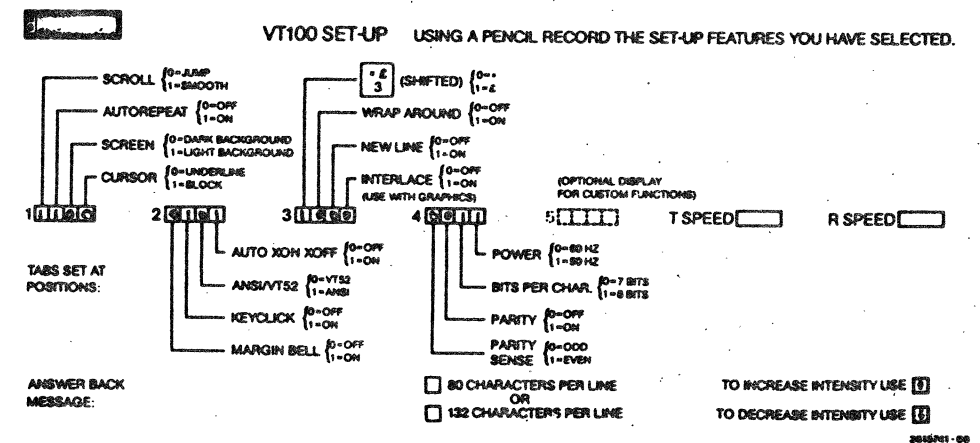 VT100 SET-UP USING A PENCIL RECORD THE SET-UP FEATURES YOU HAVE SELECTED.
SCROLL 0=JUMP
1=SMOOTH
AUTOREPEAT 0=OFF
1=ON
SCREEN 0=DARK BACKGROUND
1=LIGHT BACKGROUND
CURSOR 0=UNDERLINE
1=BLOCK
£
3
(SHIFTED) 0=
1=£
WRAP AROUND 0=OFF
1=ON
NEW LINE 0=OFF
1=ON
INTERLACE 0=OFF
1=ON
(USE WITH GRAPHICS)
(OPTIONAL DISPLAY
FOR CUSTOM FUNCTIONS)
1 2 3 4 5 T SPEED R SPEED
AUTO XON XOFF 0=OFF
1=ON
ANSI/VT52 0=VT52
1=ANSI
KEYCLICK 0=OFF
1=ON
MARGIN BELL 0=OFF
1=ON
POWER 0=60 HZ
1=50 HZ
BITS PER CHAR. 0=7 BITS
1=8 BITS
PARITY 0=OFF
1=ON
PARITY
SENSE 0=ODD
1=EVEN
TABS SET AT
POSITIONS:
ANSWER BACK
MESSAGE:
80 CHARACTERS PER LINE
OR
132 CHARACTERS PER LINE
TO INCREASE INTENSITY USE
TO DECREASE INTENSITY USE